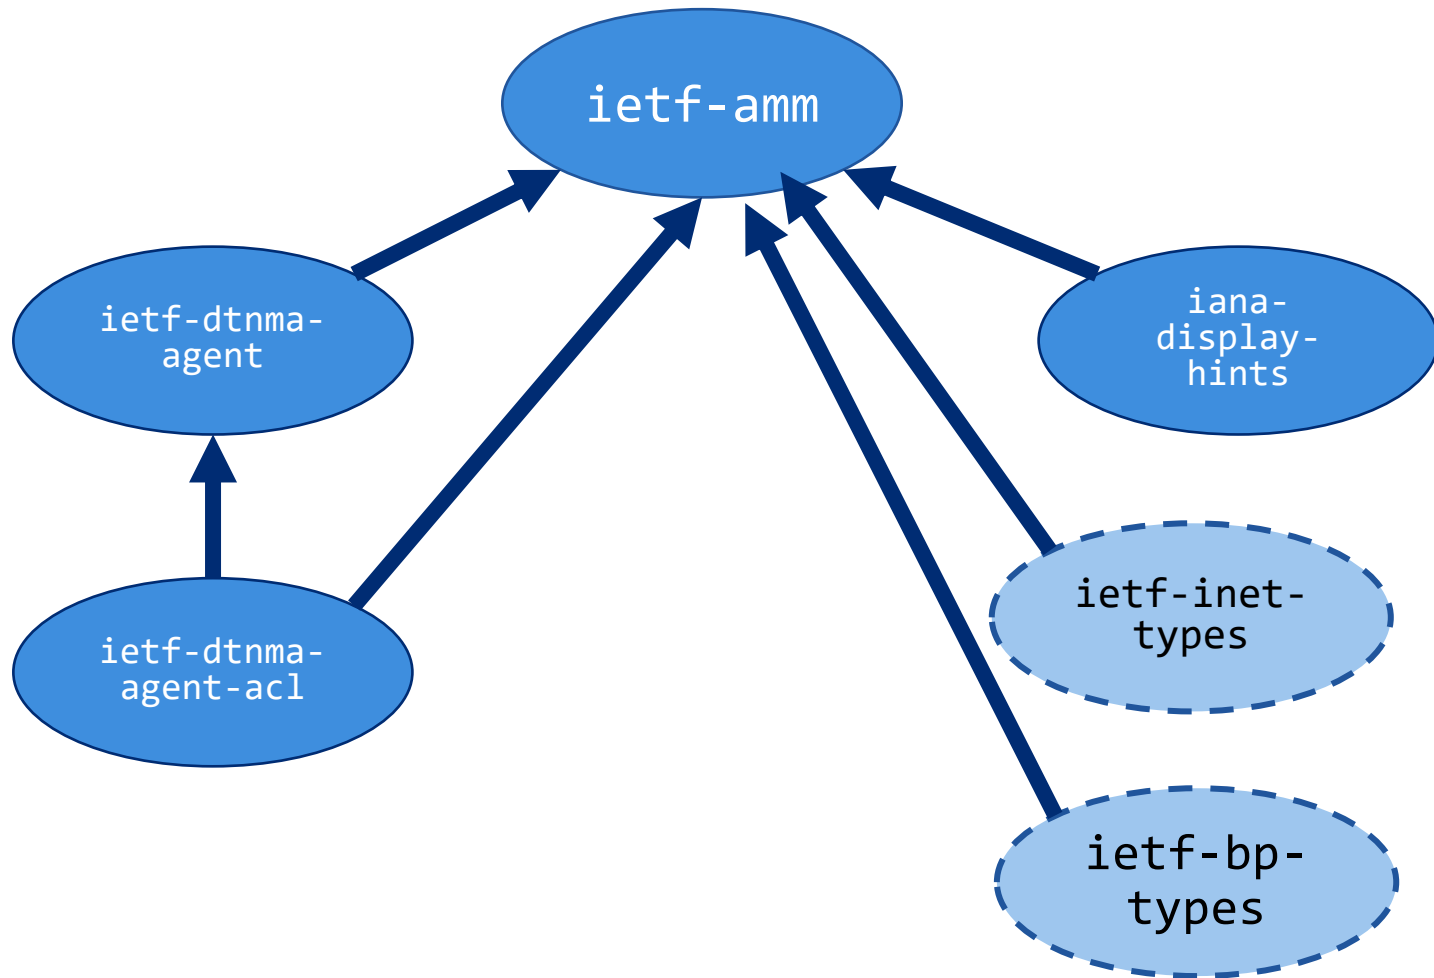 ietf-amm
ietf-dtnma-
agent
iana-
display-
hints
ietf-inet-
types
ietf-dtnma-
agent-acl
ietf-bp-
types